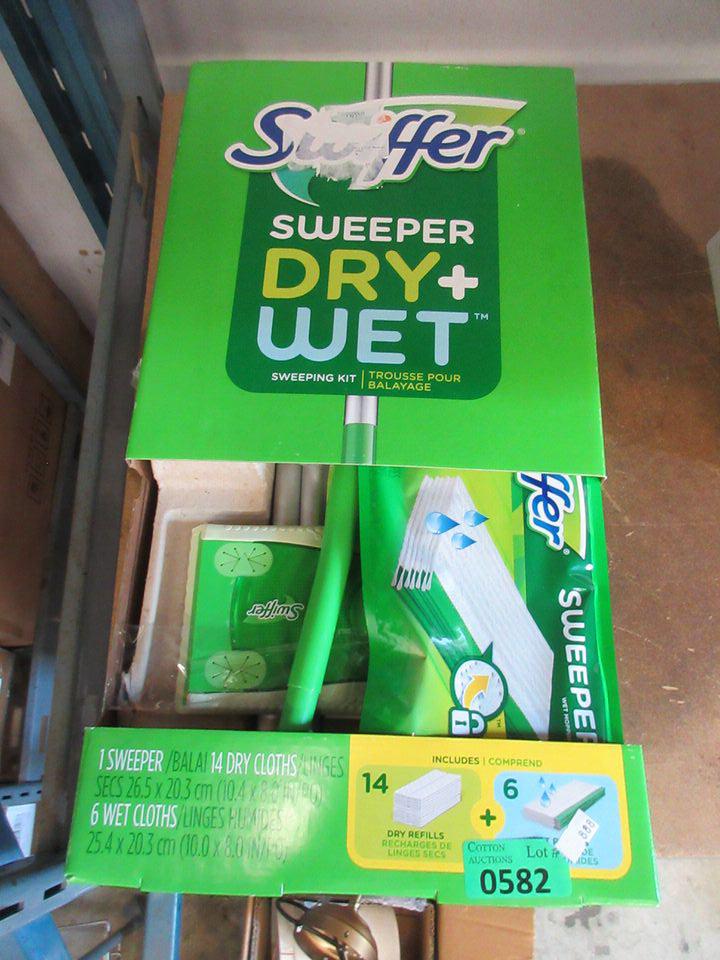 Swiffer
SWEEPER
DRY+
WET™
SWEEPING KIT | TROUSSE POUR
BALAYAGE
Swiffer
ffer®
SWEEPE
1 SWEEPER /BALAI 14 DRY CLOTHS /LINGES
SECS 26.5 x 20.3 cm (10.4 x 8.0 IN/PO)
6 WET CLOTHS /LINGES HUMIDES
25.4 x 20.3 cm (10.0 x 8.0 IN/PO)
INCLUDES | COMPREND
14
DRY REFILLS
RECHARGES DE
LINGES SECS
+
6
888
COTTON
AUCTIONS
Lot #
0582